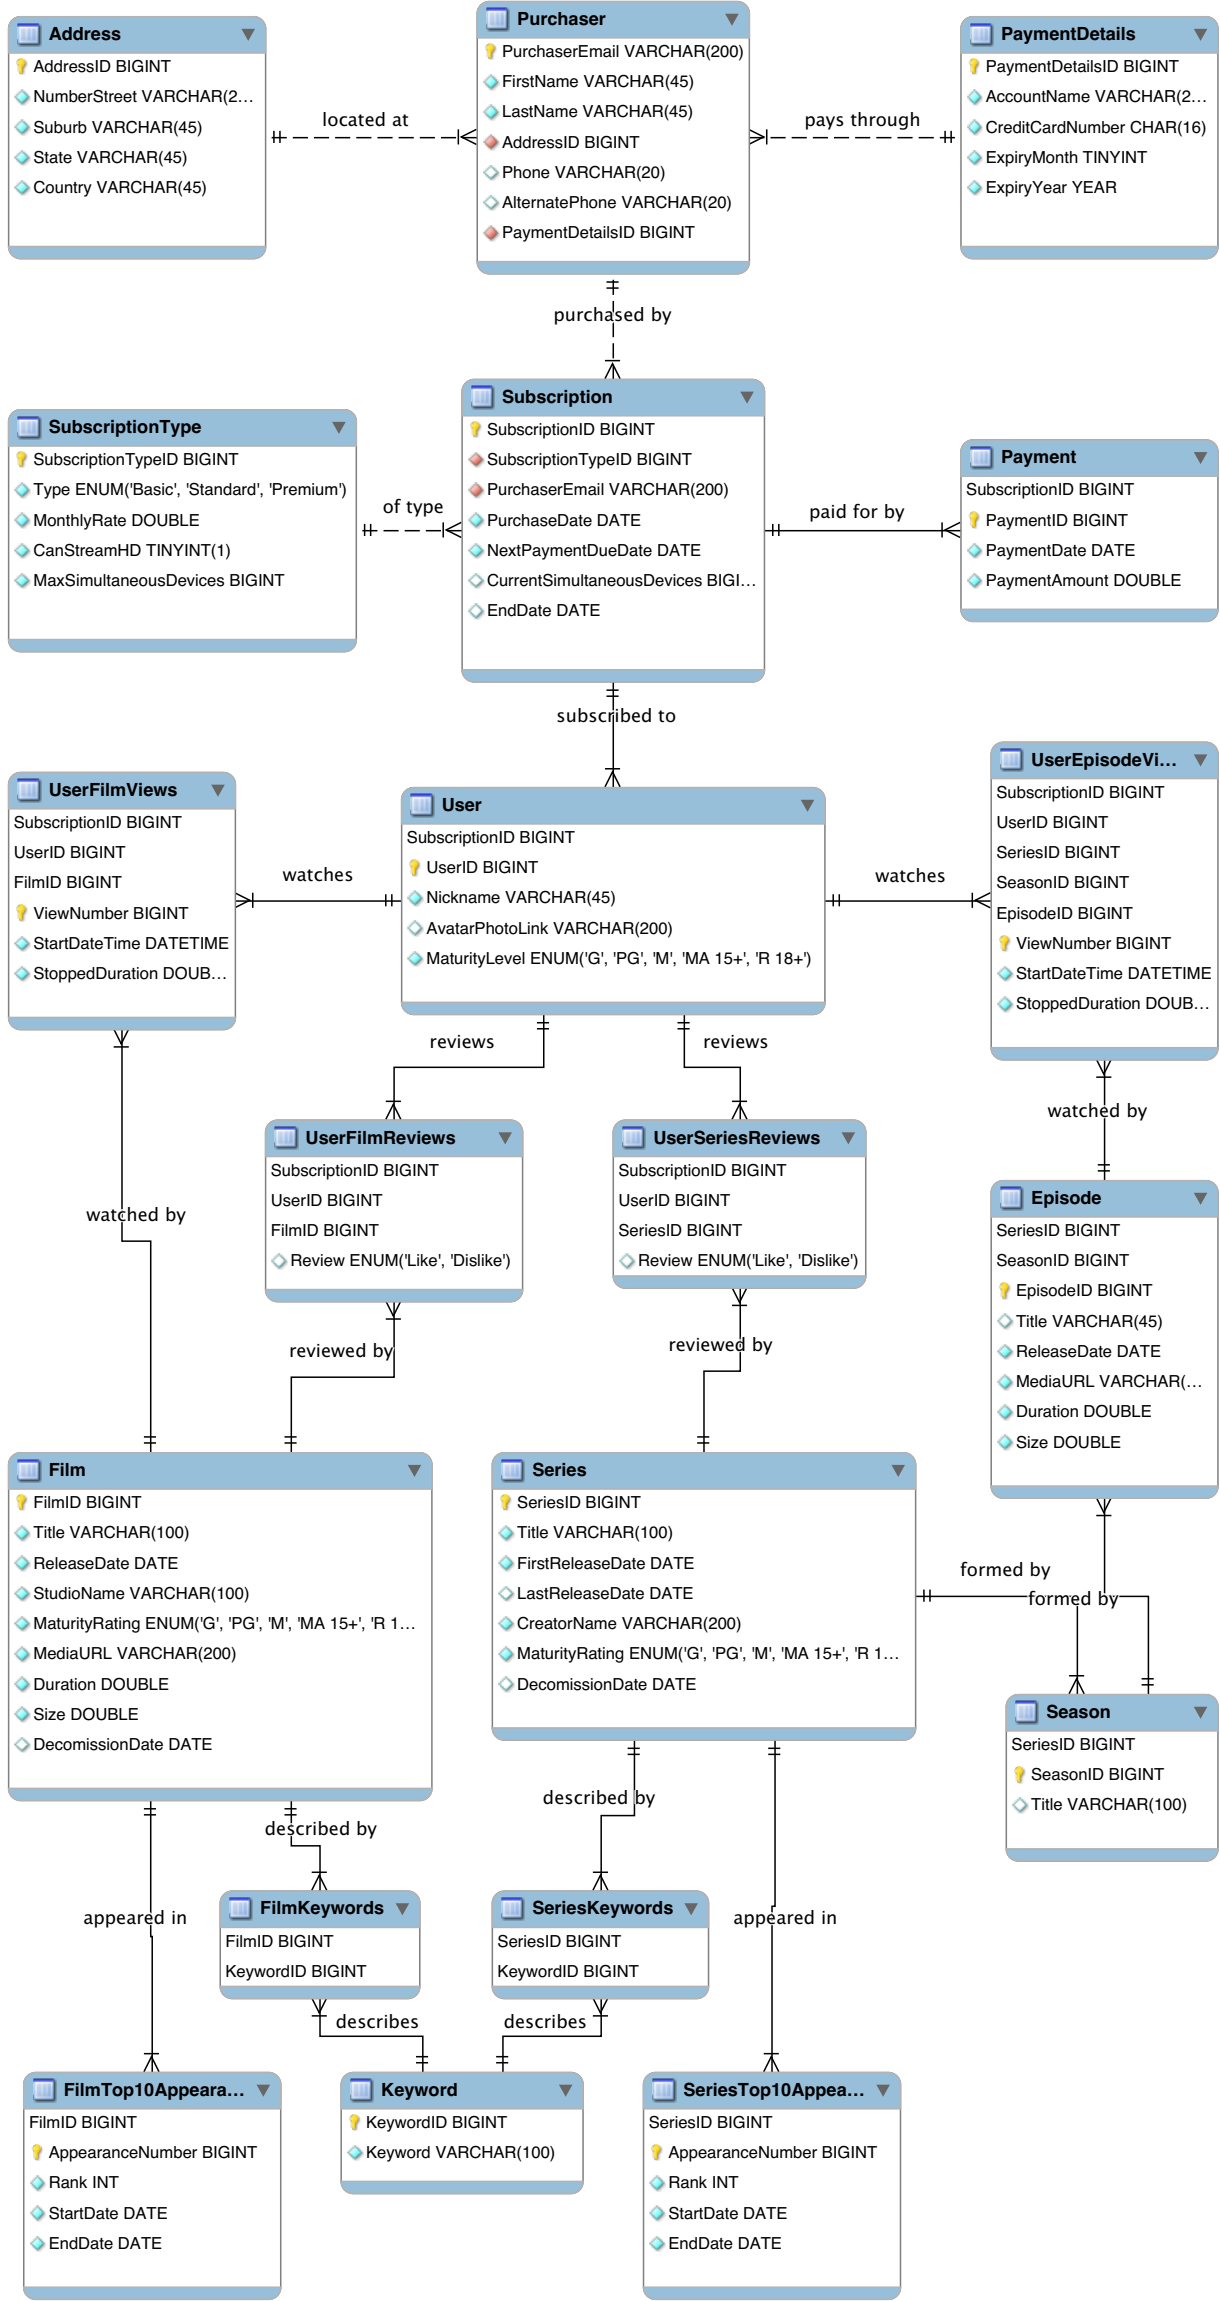 Address
AddressID BIGINT
NumberStreet VARCHAR(2...
Suburb VARCHAR(45)
State VARCHAR(45)
Country VARCHAR(45)
located at
Purchaser
PurchaserEmail VARCHAR(200)
FirstName VARCHAR(45)
LastName VARCHAR(45)
AddressID BIGINT
Phone VARCHAR(20)
AlternatePhone VARCHAR(20)
PaymentDetailsID BIGINT
pays through
PaymentDetails
PaymentDetailsID BIGINT
AccountName VARCHAR(2...
CreditCardNumber CHAR(16)
ExpiryMonth TINYINT
ExpiryYear YEAR
purchased by
SubscriptionType
SubscriptionTypeID BIGINT
Type ENUM('Basic', 'Standard', 'Premium')
MonthlyRate DOUBLE
CanStreamHD TINYINT(1)
MaxSimultaneousDevices BIGINT
of type
Subscription
SubscriptionID BIGINT
SubscriptionTypeID BIGINT
PurchaserEmail VARCHAR(200)
PurchaseDate DATE
NextPaymentDueDate DATE
CurrentSimultaneousDevices BIGI...
EndDate DATE
paid for by
Payment
SubscriptionID BIGINT
PaymentID BIGINT
PaymentDate DATE
PaymentAmount DOUBLE
subscribed to
UserFilmViews
SubscriptionID BIGINT
UserID BIGINT
FilmID BIGINT
ViewNumber BIGINT
StartDateTime DATETIME
StoppedDuration DOUB...
watches
User
SubscriptionID BIGINT
UserID BIGINT
Nickname VARCHAR(45)
AvatarPhotoLink VARCHAR(200)
MaturityLevel ENUM('G', 'PG', 'M', 'MA 15+', 'R 18+')
watches
UserEpisodeVi...
SubscriptionID BIGINT
UserID BIGINT
SeriesID BIGINT
SeasonID BIGINT
EpisodeID BIGINT
ViewNumber BIGINT
StartDateTime DATETIME
StoppedDuration DOUB...
reviews
reviews
watched by
UserFilmReviews
SubscriptionID BIGINT
UserID BIGINT
FilmID BIGINT
Review ENUM('Like', 'Dislike')
UserSeriesReviews
SubscriptionID BIGINT
UserID BIGINT
SeriesID BIGINT
Review ENUM('Like', 'Dislike')
watched by
Episode
SeriesID BIGINT
SeasonID BIGINT
EpisodeID BIGINT
Title VARCHAR(45)
ReleaseDate DATE
MediaURL VARCHAR(...
Duration DOUBLE
Size DOUBLE
reviewed by
reviewed by
Film
FilmID BIGINT
Title VARCHAR(100)
ReleaseDate DATE
StudioName VARCHAR(100)
MaturityRating ENUM('G', 'PG', 'M', 'MA 15+', 'R 1...
MediaURL VARCHAR(200)
Duration DOUBLE
Size DOUBLE
DecomissionDate DATE
Series
SeriesID BIGINT
Title VARCHAR(100)
FirstReleaseDate DATE
LastReleaseDate DATE
CreatorName VARCHAR(200)
MaturityRating ENUM('G', 'PG', 'M', 'MA 15+', 'R 1...
DecomissionDate DATE
formed by
formed by
Season
SeriesID BIGINT
SeasonID BIGINT
Title VARCHAR(100)
described by
described by
appeared in
FilmKeywords
FilmID BIGINT
KeywordID BIGINT
SeriesKeywords
SeriesID BIGINT
KeywordID BIGINT
appeared in
describes
describes
FilmTop10Appeara...
FilmID BIGINT
AppearanceNumber BIGINT
Rank INT
StartDate DATE
EndDate DATE
Keyword
KeywordID BIGINT
Keyword VARCHAR(100)
SeriesTop10Appea...
SeriesID BIGINT
AppearanceNumber BIGINT
Rank INT
StartDate DATE
EndDate DATE